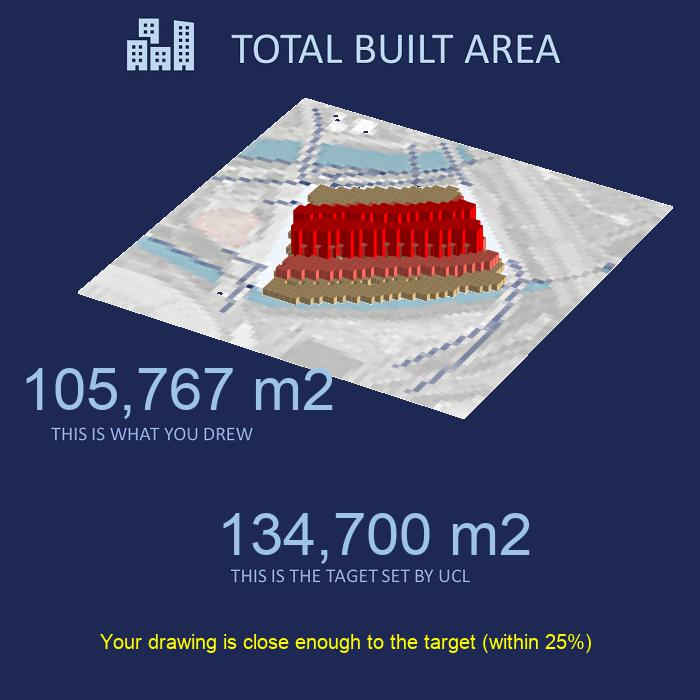 TOTAL BUILT AREA
105,767 m2
THIS IS WHAT YOU DREW
134,700 m2
THIS IS THE TAGET SET BY UCL
Your drawing is close enough to the target (within 25%)